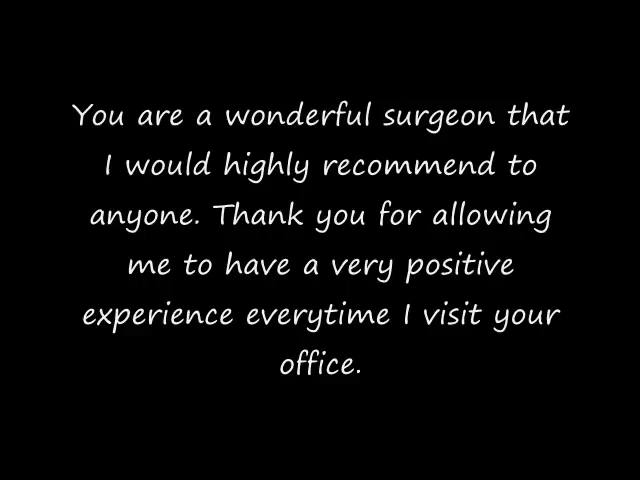 You are a wonderful surgeon that
I would highly recommend to
anyone. Thank you for allowing
me to have a very positive
experience everytime I visit your
office.